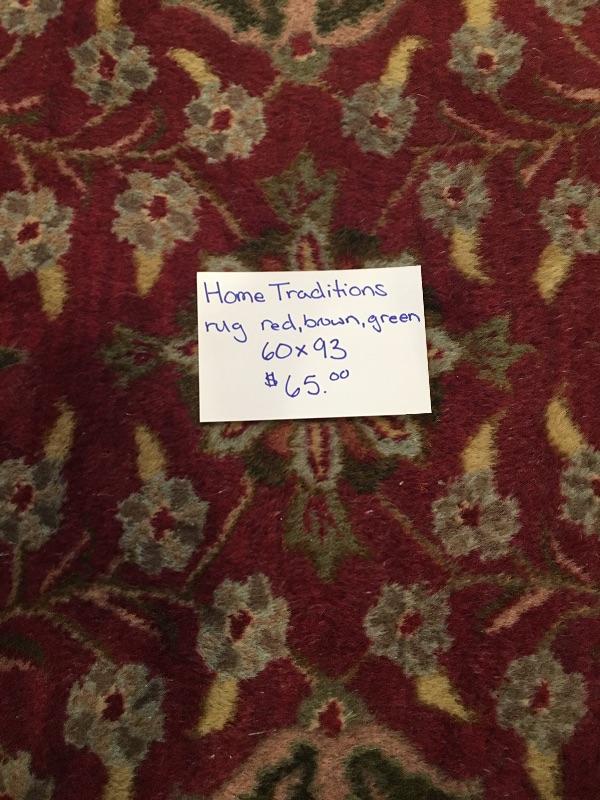 Home Traditions
rug red, brown, green
60x93
$65.00